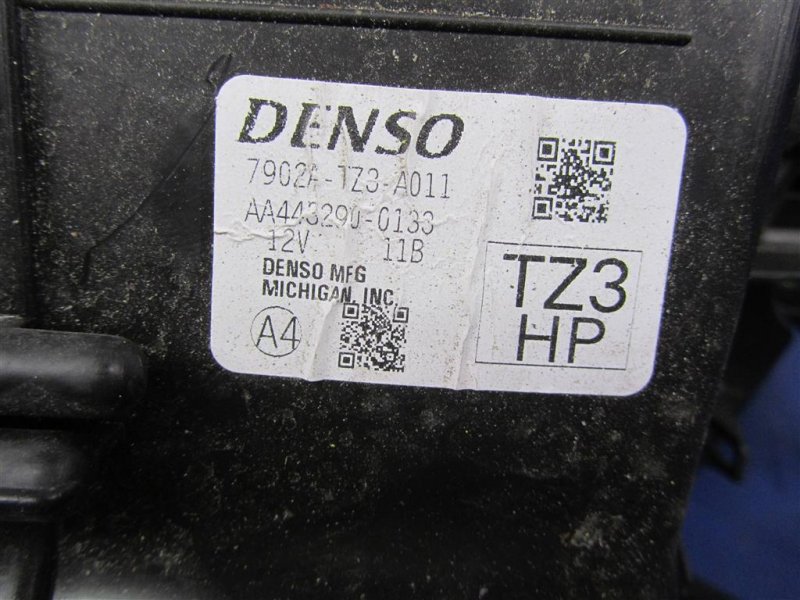 DENSO
7902A-TZ3-A011
AA443290-0133
12V 11B
DENSO MFG
MICHIGAN, INC
A4
TZ3
HP